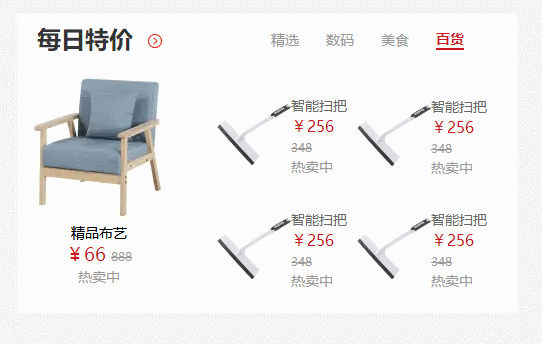 每日特价
精选 数码 美食 百货
精品布艺
￥66 888
热卖中
智能扫把
￥256
348
热卖中
智能扫把
￥256
348
热卖中
智能扫把
￥256
348
热卖中
智能扫把
￥256
348
热卖中